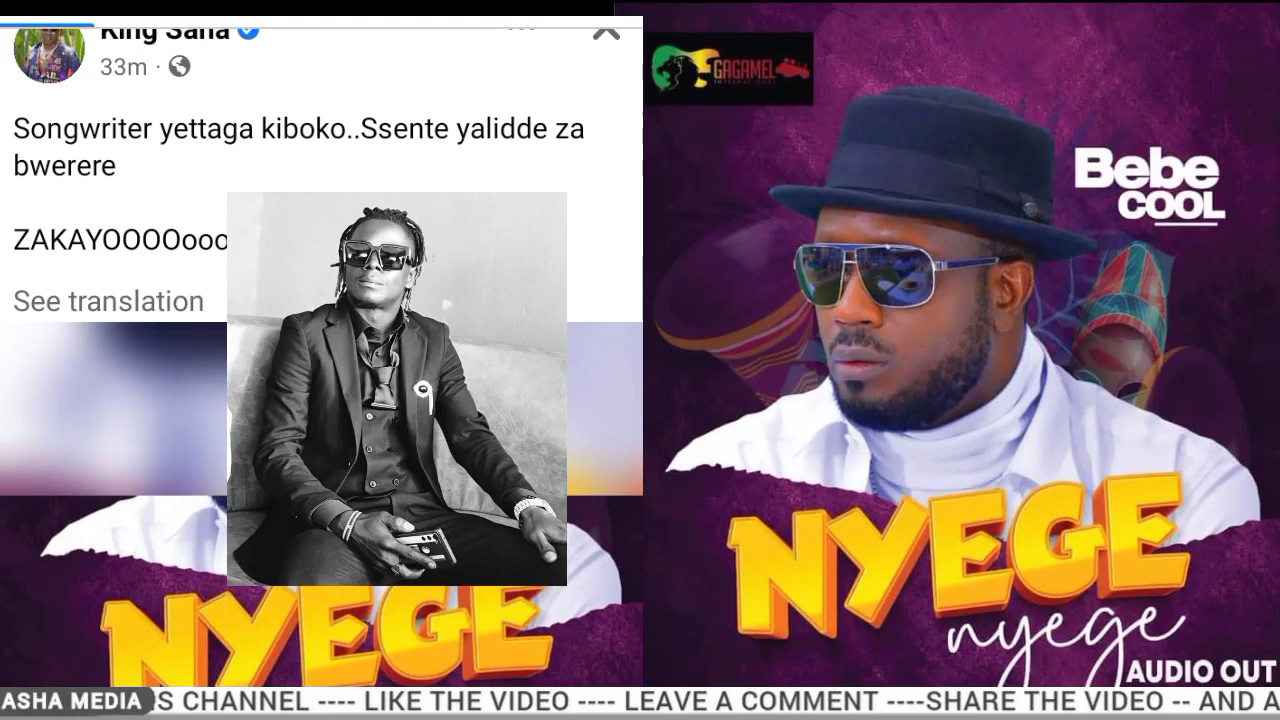 King Saha
33m ·
Songwriter yettaga kiboko..Ssente yalidde za
bwerere
ZAKAYOOOOooo
See translation
NYEGE
GAGAMEL
INTERNATIONAL
Bebe
COOL
NYEGE
nyege
AUDIO OUT
ASHA MEDIA
S CHANNEL ---- LIKE THE VIDEO ---- LEAVE A COMMENT ----SHARE THE VIDEO -- AND A